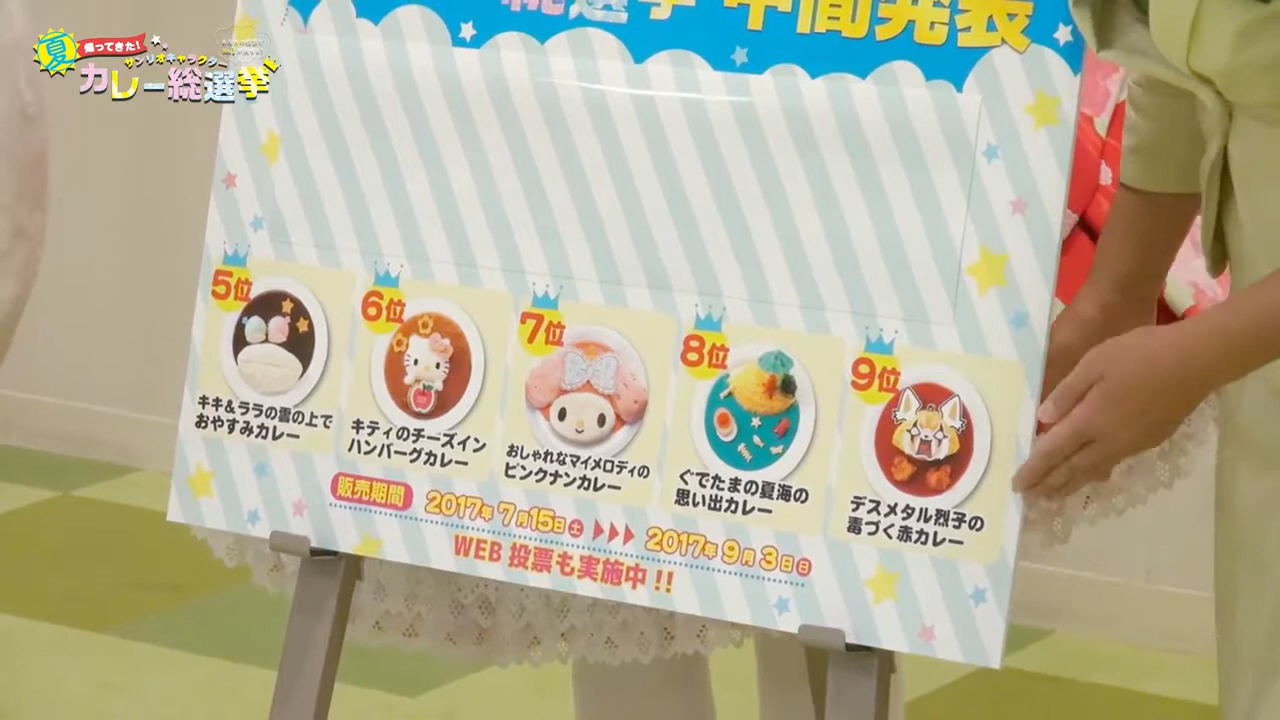 夏
帰ってきた!
サンリオキャラクター
カレー総選挙
総選挙 中間発表
5位
キキ&ララの雲の上で
おやすみカレー
6位
キティのチーズイン
ハンバーグカレー
7位
おしゃれなマイメロディの
ピンクナンカレー
8位
ぐでたまの夏海の
思い出カレー
9位
デスメタル烈子の
毒づく赤カレー
販売期間
2017年7月15日土 2017年9月3日日
WEB投票も実施中!!